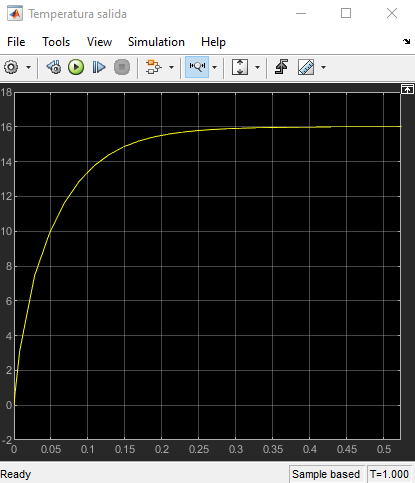 Temperatura salida
File Tools View Simulation Help
18
16
14
12
10
8
6
4
2
0
-2
0 0.05 0.1 0.15 0.2 0.25 0.3 0.35 0.4 0.45 0.5
Ready Sample based T=1.000